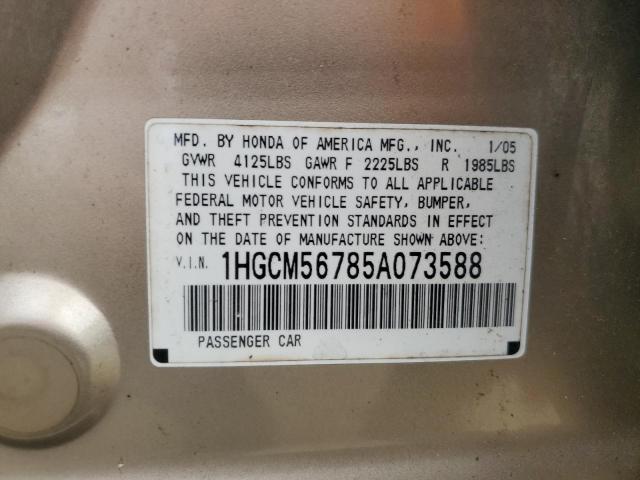 MFD. BY HONDA OF AMERICA MFG., INC. 1/05
GVWR 4125LBS GAWR F 2225LBS R 1985LBS
THIS VEHICLE CONFORMS TO ALL APPLICABLE
FEDERAL MOTOR VEHICLE SAFETY, BUMPER,
AND THEFT PREVENTION STANDARDS IN EFFECT
ON THE DATE OF MANUFACTURE SHOWN ABOVE:
V.I.N. 1HGCM56785A073588
PASSENGER CAR